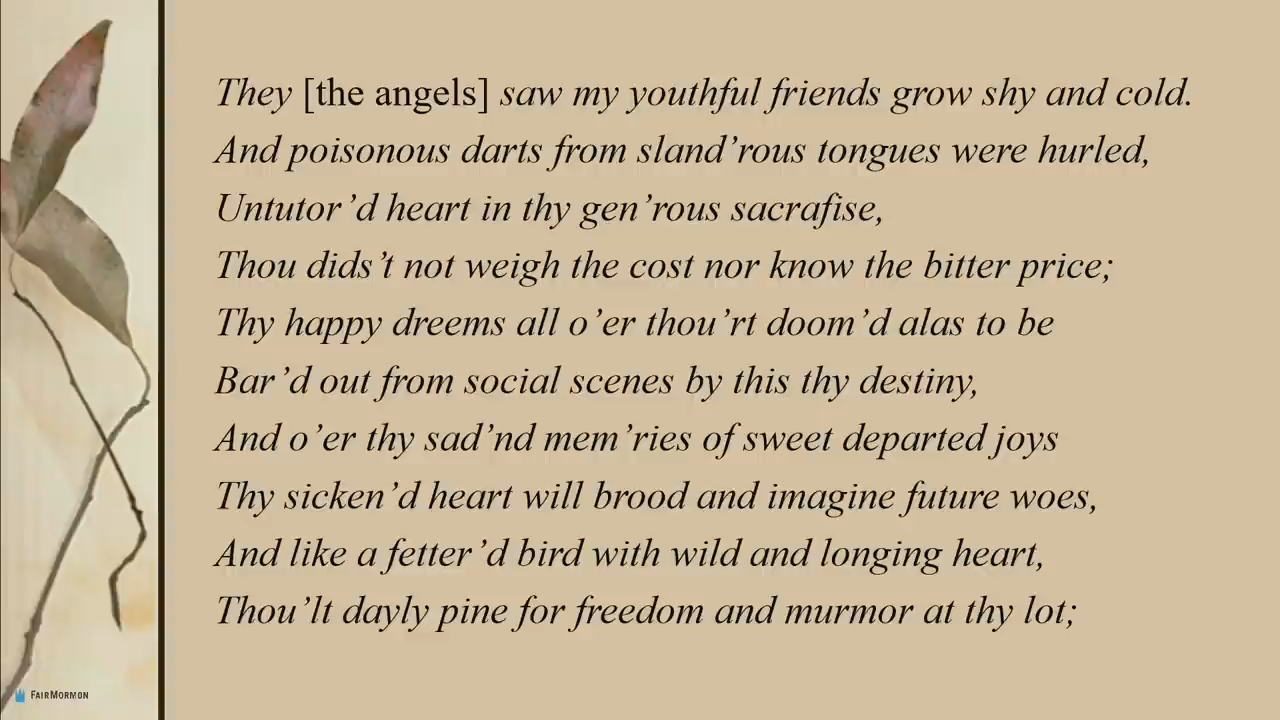 They [the angels] saw my youthful friends grow shy and cold.
And poisonous darts from sland’rous tongues were hurled,
Untutor’d heart in thy gen’rous sacrafise,
Thou dids’t not weigh the cost nor know the bitter price;
Thy happy dreems all o’er thou’rt doom’d alas to be
Bar’d out from social scenes by this thy destiny,
And o’er thy sad’nd mem’ries of sweet departed joys
Thy sicken’d heart will brood and imagine future woes,
And like a fetter’d bird with wild and longing heart,
Thou’lt dayly pine for freedom and murmor at thy lot;
FAIRMORMON